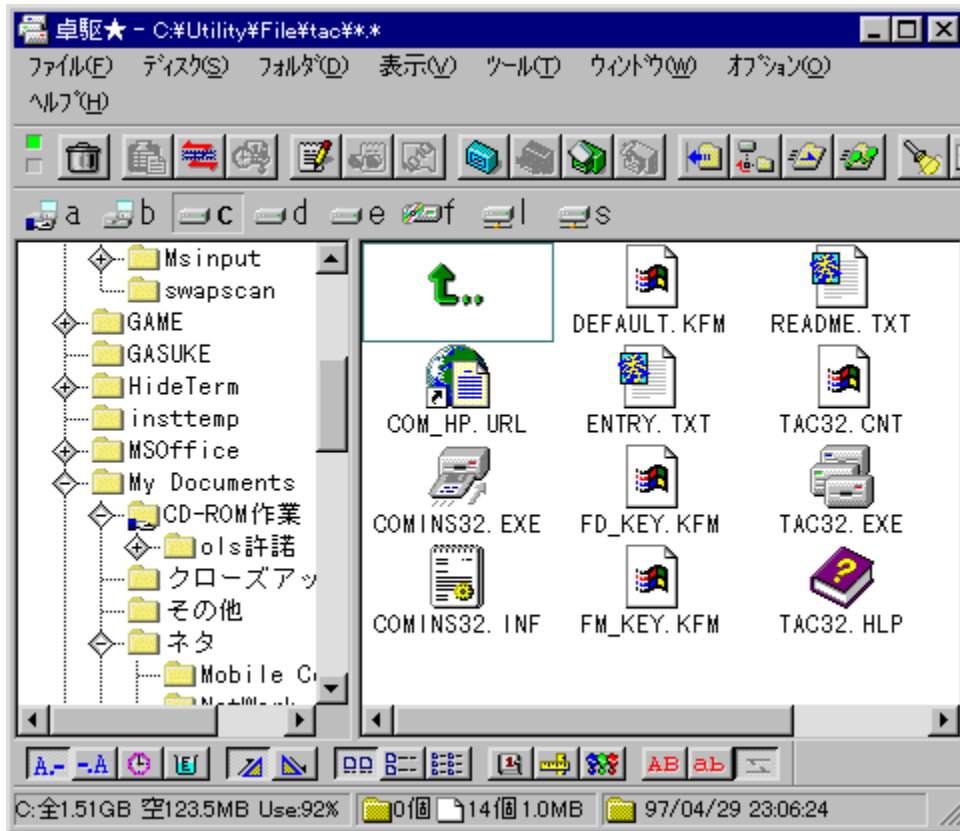 卓駆★ - C:¥Utility¥File¥tac¥*.*
ファイル(F) ディスク(S) フォルダ(D) 表示(V) ツール(T) ウィンドウ(W) オプション(O)
ヘルプ(H)
a b c d e f l s
Msinput
swapscan
GAME
GASUKE
HideTerm
insttemp
MSOffice
My Documents
CD-ROM作業
ols許諾
クローズアッ
その他
ネタ
Mobile
DEFAULT.KFM README.TXT
COM_HP.URL ENTRY.TXT TAC32.CNT
COMINS32.EXE FD_KEY.KFM TAC32.EXE
COMINS32.INF FM_KEY.KFM TAC32.HLP
C:全1.51GB 空123.5MB Use:92% 0個 14個 1.0MB 97/04/29 23:06:24